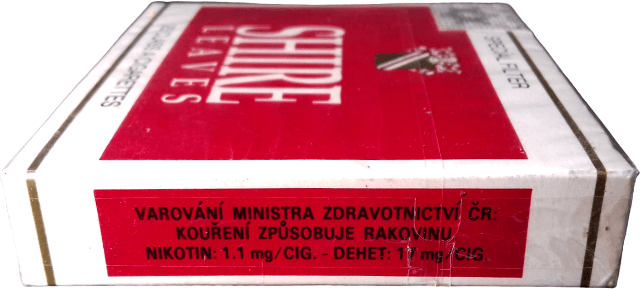 SHIRE
LEAVES
SPECIAL FILTER
CIGARETTES
VAROVÁNÍ MINISTRA ZDRAVOTNICTVÍ ČR:
KOUŘENÍ ZPŮSOBUJE RAKOVINU
NIKOTIN: 1.1 mg/CIG. - DEHET: mg/CIG.